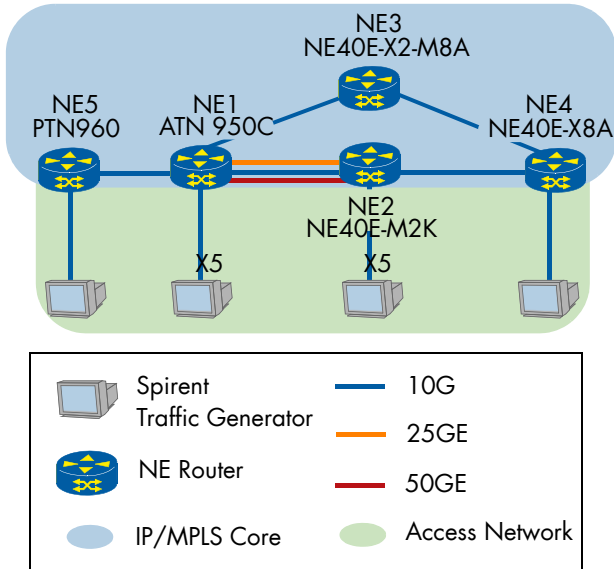 NE3
NE40E-X2-M8A
NE5
PTN960
NE1
ATN 950C
NE4
NE40E-X8A
NE2
NE40E-M2K
X5
X5
Spirent
Traffic Generator
10G
25GE
NE Router
50GE
IP/MPLS Core
Access Network